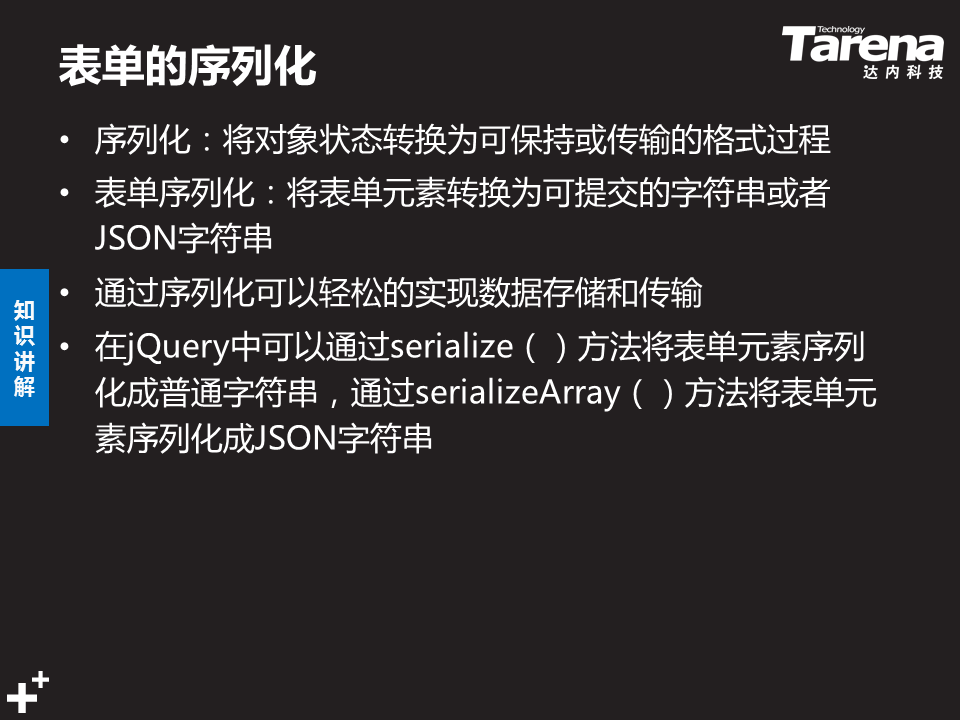 表单的序列化
Technology
Tarena
达内科技
• 序列化：将对象状态转换为可保持或传输的格式过程
• 表单序列化：将表单元素转换为可提交的字符串或者
JSON字符串
• 通过序列化可以轻松的实现数据存储和传输
• 在jQuery中可以通过serialize（）方法将表单元素序列
化成普通字符串，通过serializeArray（）方法将表单元
素序列化成JSON字符串
知
识
讲
解